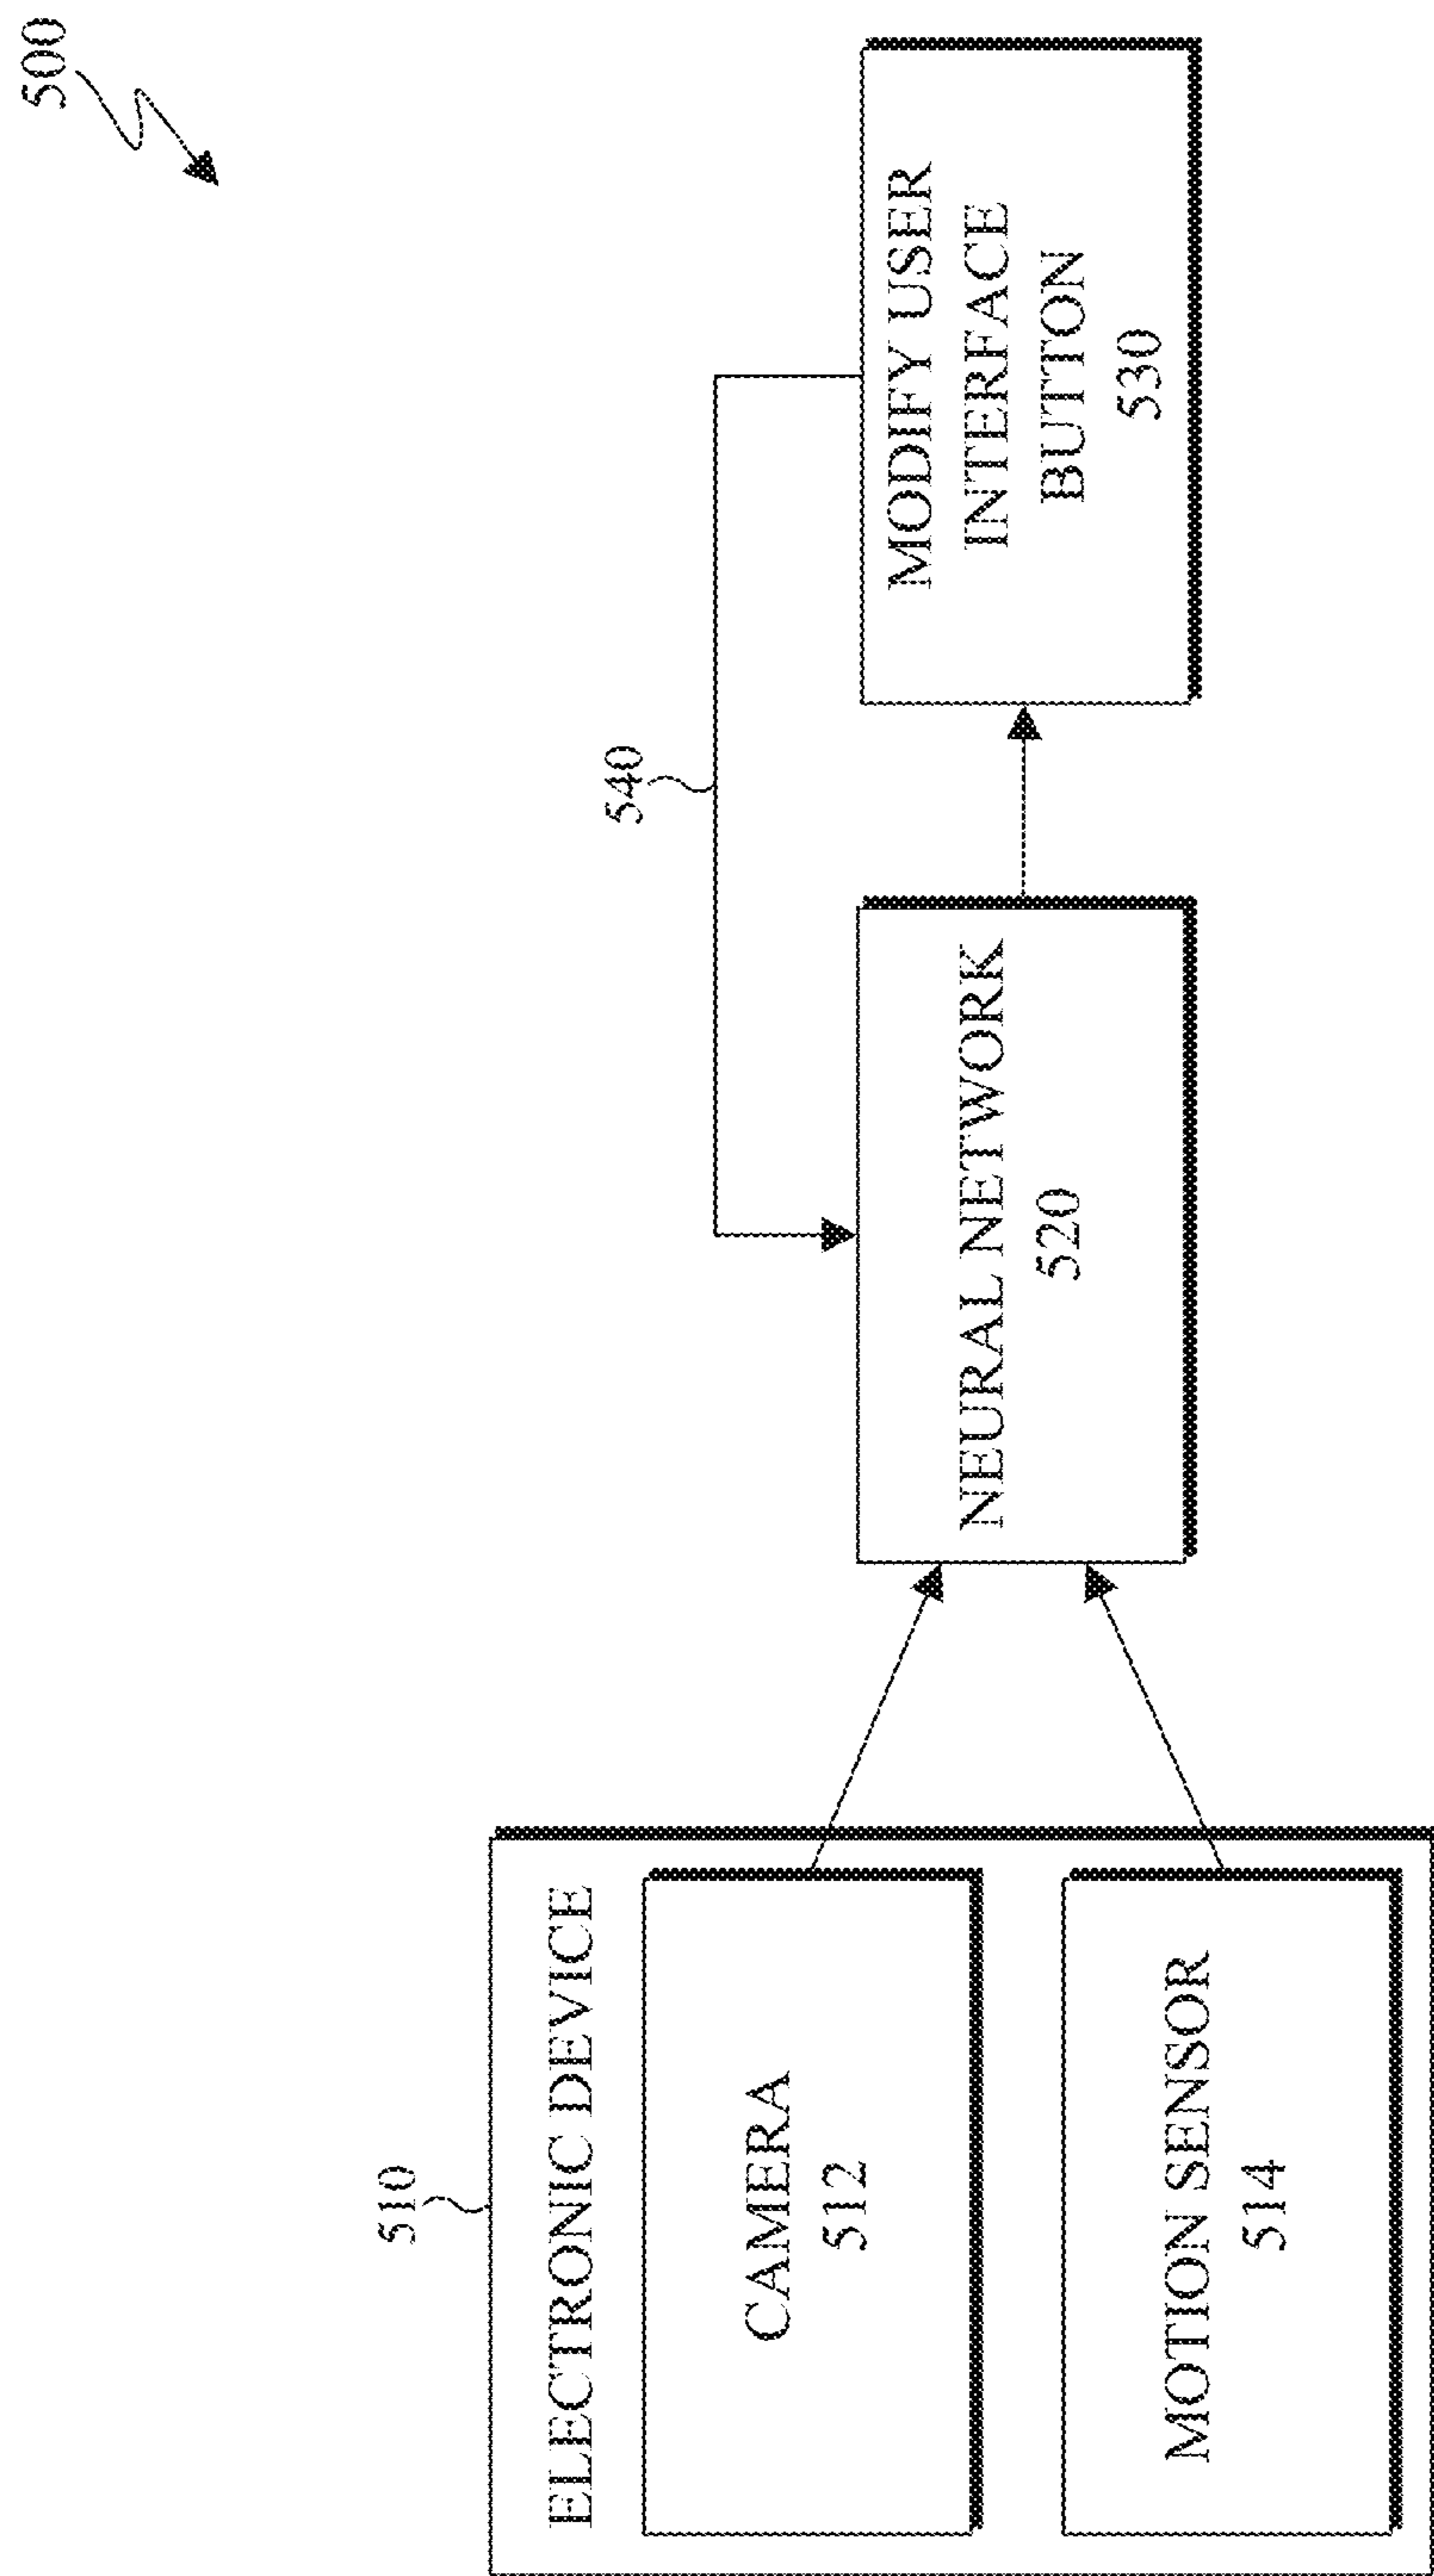 500
510
ELECTRONIC DEVICE
CAMERA
512
MOTION SENSOR
514
NEURAL NETWORK
520
540
MODIFY USER
INTERFACE
BUTTON
530